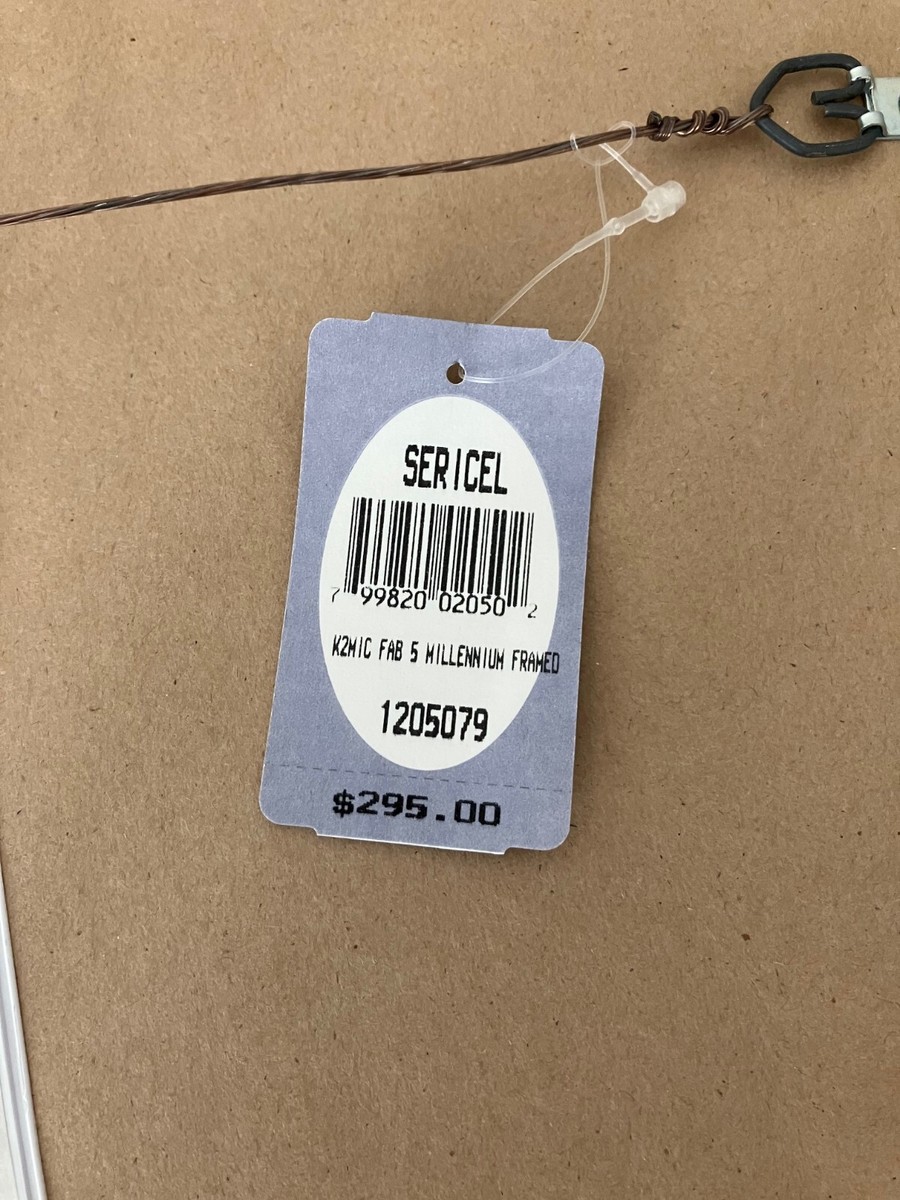 SERICEL
7 99820 02050 2
K2MIC FAB 5 MILLENNIUM FRAMED
1205079
$295.00